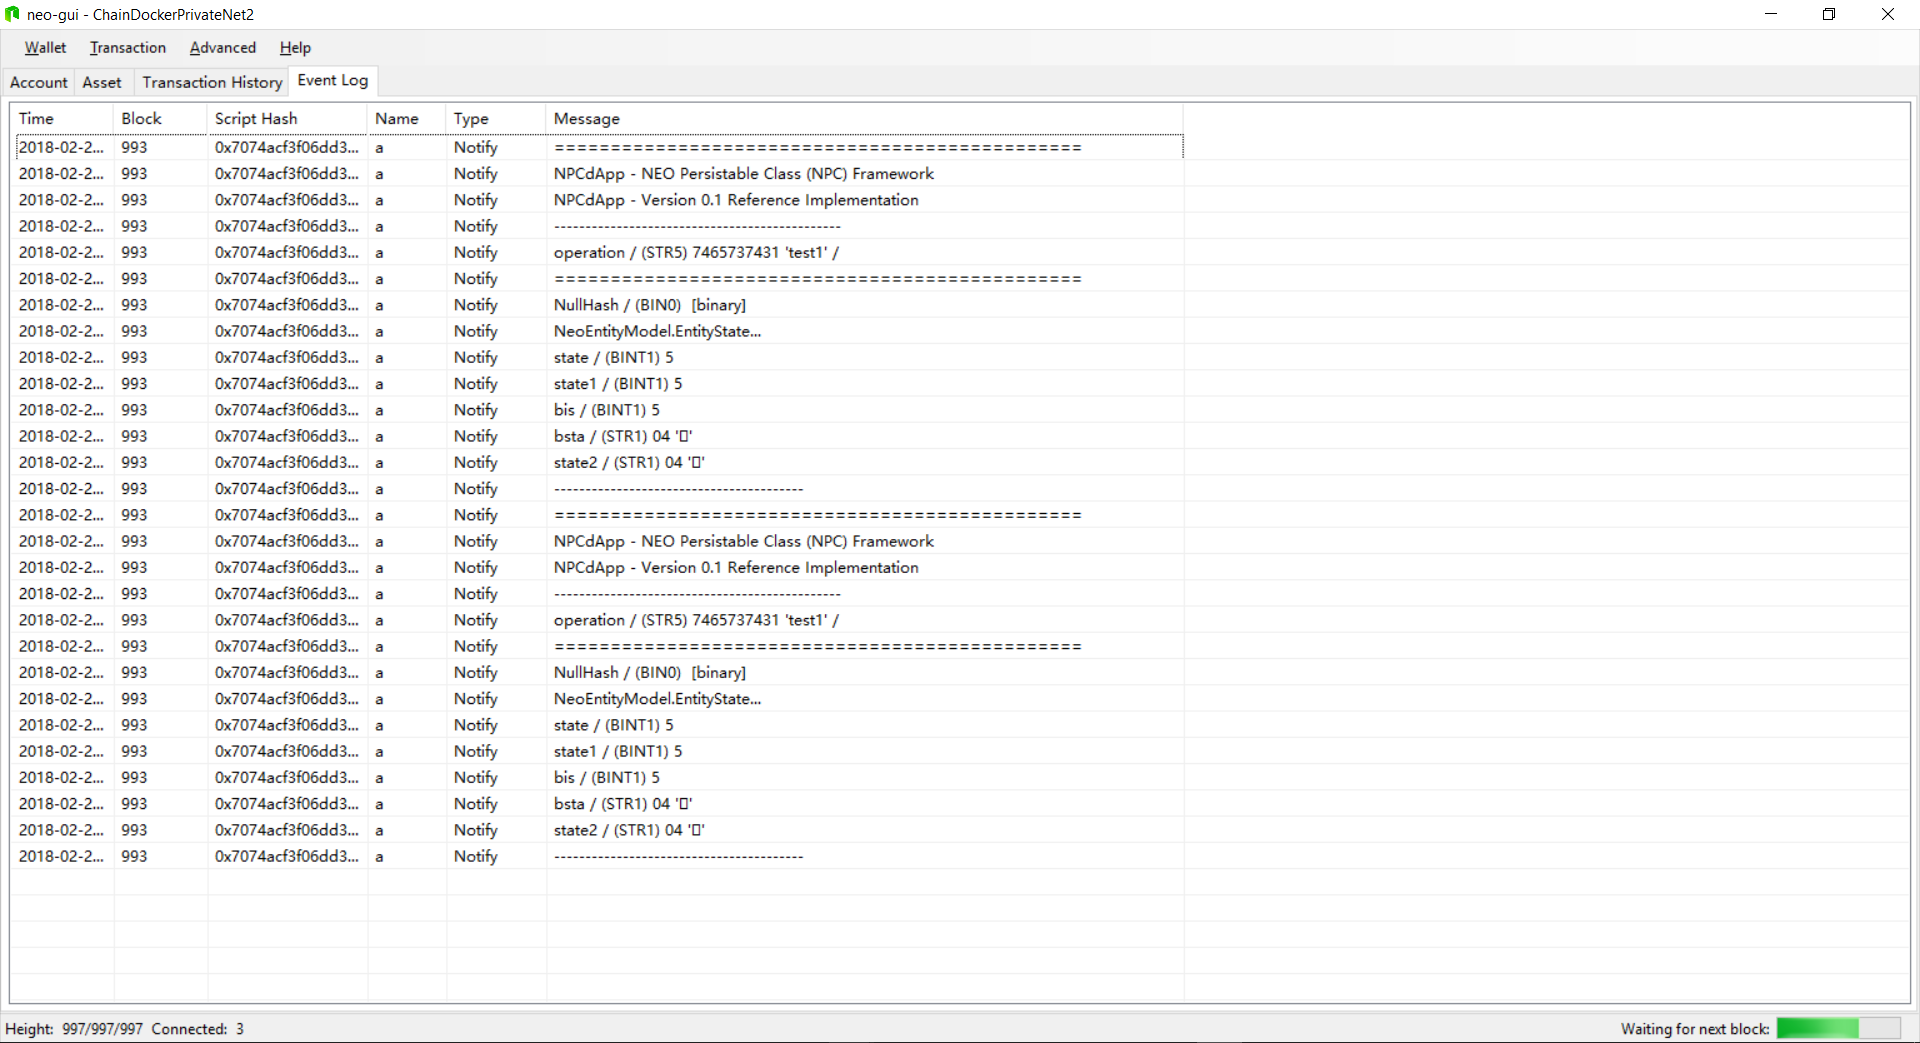 neo-gui - ChainDockerPrivateNet2
Wallet Transaction Advanced Help
Account Asset Transaction History Event Log
Time Block Script Hash Name Type Message
2018-02-2... 993 0x7074acf3f06dd3... a Notify ===============================================
2018-02-2... 993 0x7074acf3f06dd3... a Notify NPCdApp - NEO Persistable Class (NPC) Framework
2018-02-2... 993 0x7074acf3f06dd3... a Notify NPCdApp - Version 0.1 Reference Implementation
2018-02-2... 993 0x7074acf3f06dd3... a Notify ----------------------------------------------
2018-02-2... 993 0x7074acf3f06dd3... a Notify operation / (STR5) 7465737431 'test1' /
2018-02-2... 993 0x7074acf3f06dd3... a Notify ===============================================
2018-02-2... 993 0x7074acf3f06dd3... a Notify NullHash / (BIN0)  [binary]
2018-02-2... 993 0x7074acf3f06dd3... a Notify NeoEntityModel.EntityState...
2018-02-2... 993 0x7074acf3f06dd3... a Notify state / (BINT1) 5
2018-02-2... 993 0x7074acf3f06dd3... a Notify state1 / (BINT1) 5
2018-02-2... 993 0x7074acf3f06dd3... a Notify bis / (BINT1) 5
2018-02-2... 993 0x7074acf3f06dd3... a Notify bsta / (STR1) 04 '▯'
2018-02-2... 993 0x7074acf3f06dd3... a Notify state2 / (STR1) 04 '▯'
2018-02-2... 993 0x7074acf3f06dd3... a Notify ----------------------------------------
2018-02-2... 993 0x7074acf3f06dd3... a Notify ===============================================
2018-02-2... 993 0x7074acf3f06dd3... a Notify NPCdApp - NEO Persistable Class (NPC) Framework
2018-02-2... 993 0x7074acf3f06dd3... a Notify NPCdApp - Version 0.1 Reference Implementation
2018-02-2... 993 0x7074acf3f06dd3... a Notify ----------------------------------------------
2018-02-2... 993 0x7074acf3f06dd3... a Notify operation / (STR5) 7465737431 'test1' /
2018-02-2... 993 0x7074acf3f06dd3... a Notify ===============================================
2018-02-2... 993 0x7074acf3f06dd3... a Notify NullHash / (BIN0)  [binary]
2018-02-2... 993 0x7074acf3f06dd3... a Notify NeoEntityModel.EntityState...
2018-02-2... 993 0x7074acf3f06dd3... a Notify state / (BINT1) 5
2018-02-2... 993 0x7074acf3f06dd3... a Notify state1 / (BINT1) 5
2018-02-2... 993 0x7074acf3f06dd3... a Notify bis / (BINT1) 5
2018-02-2... 993 0x7074acf3f06dd3... a Notify bsta / (STR1) 04 '▯'
2018-02-2... 993 0x7074acf3f06dd3... a Notify state2 / (STR1) 04 '▯'
2018-02-2... 993 0x7074acf3f06dd3... a Notify ----------------------------------------
Height: 997/997/997 Connected: 3 Waiting for next block: